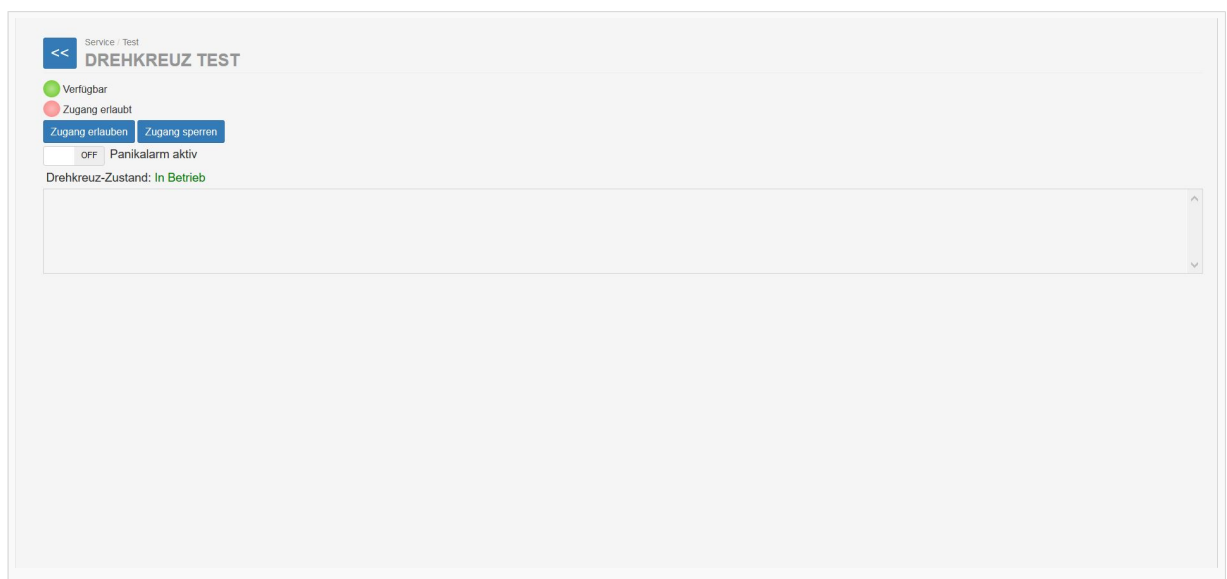 <<
Service / Test
DREHKREUZ TEST
Verfügbar
Zugang erlaubt
Zugang erlauben Zugang sperren
OFF Panikalarm aktiv
Drehkreuz-Zustand: In Betrieb